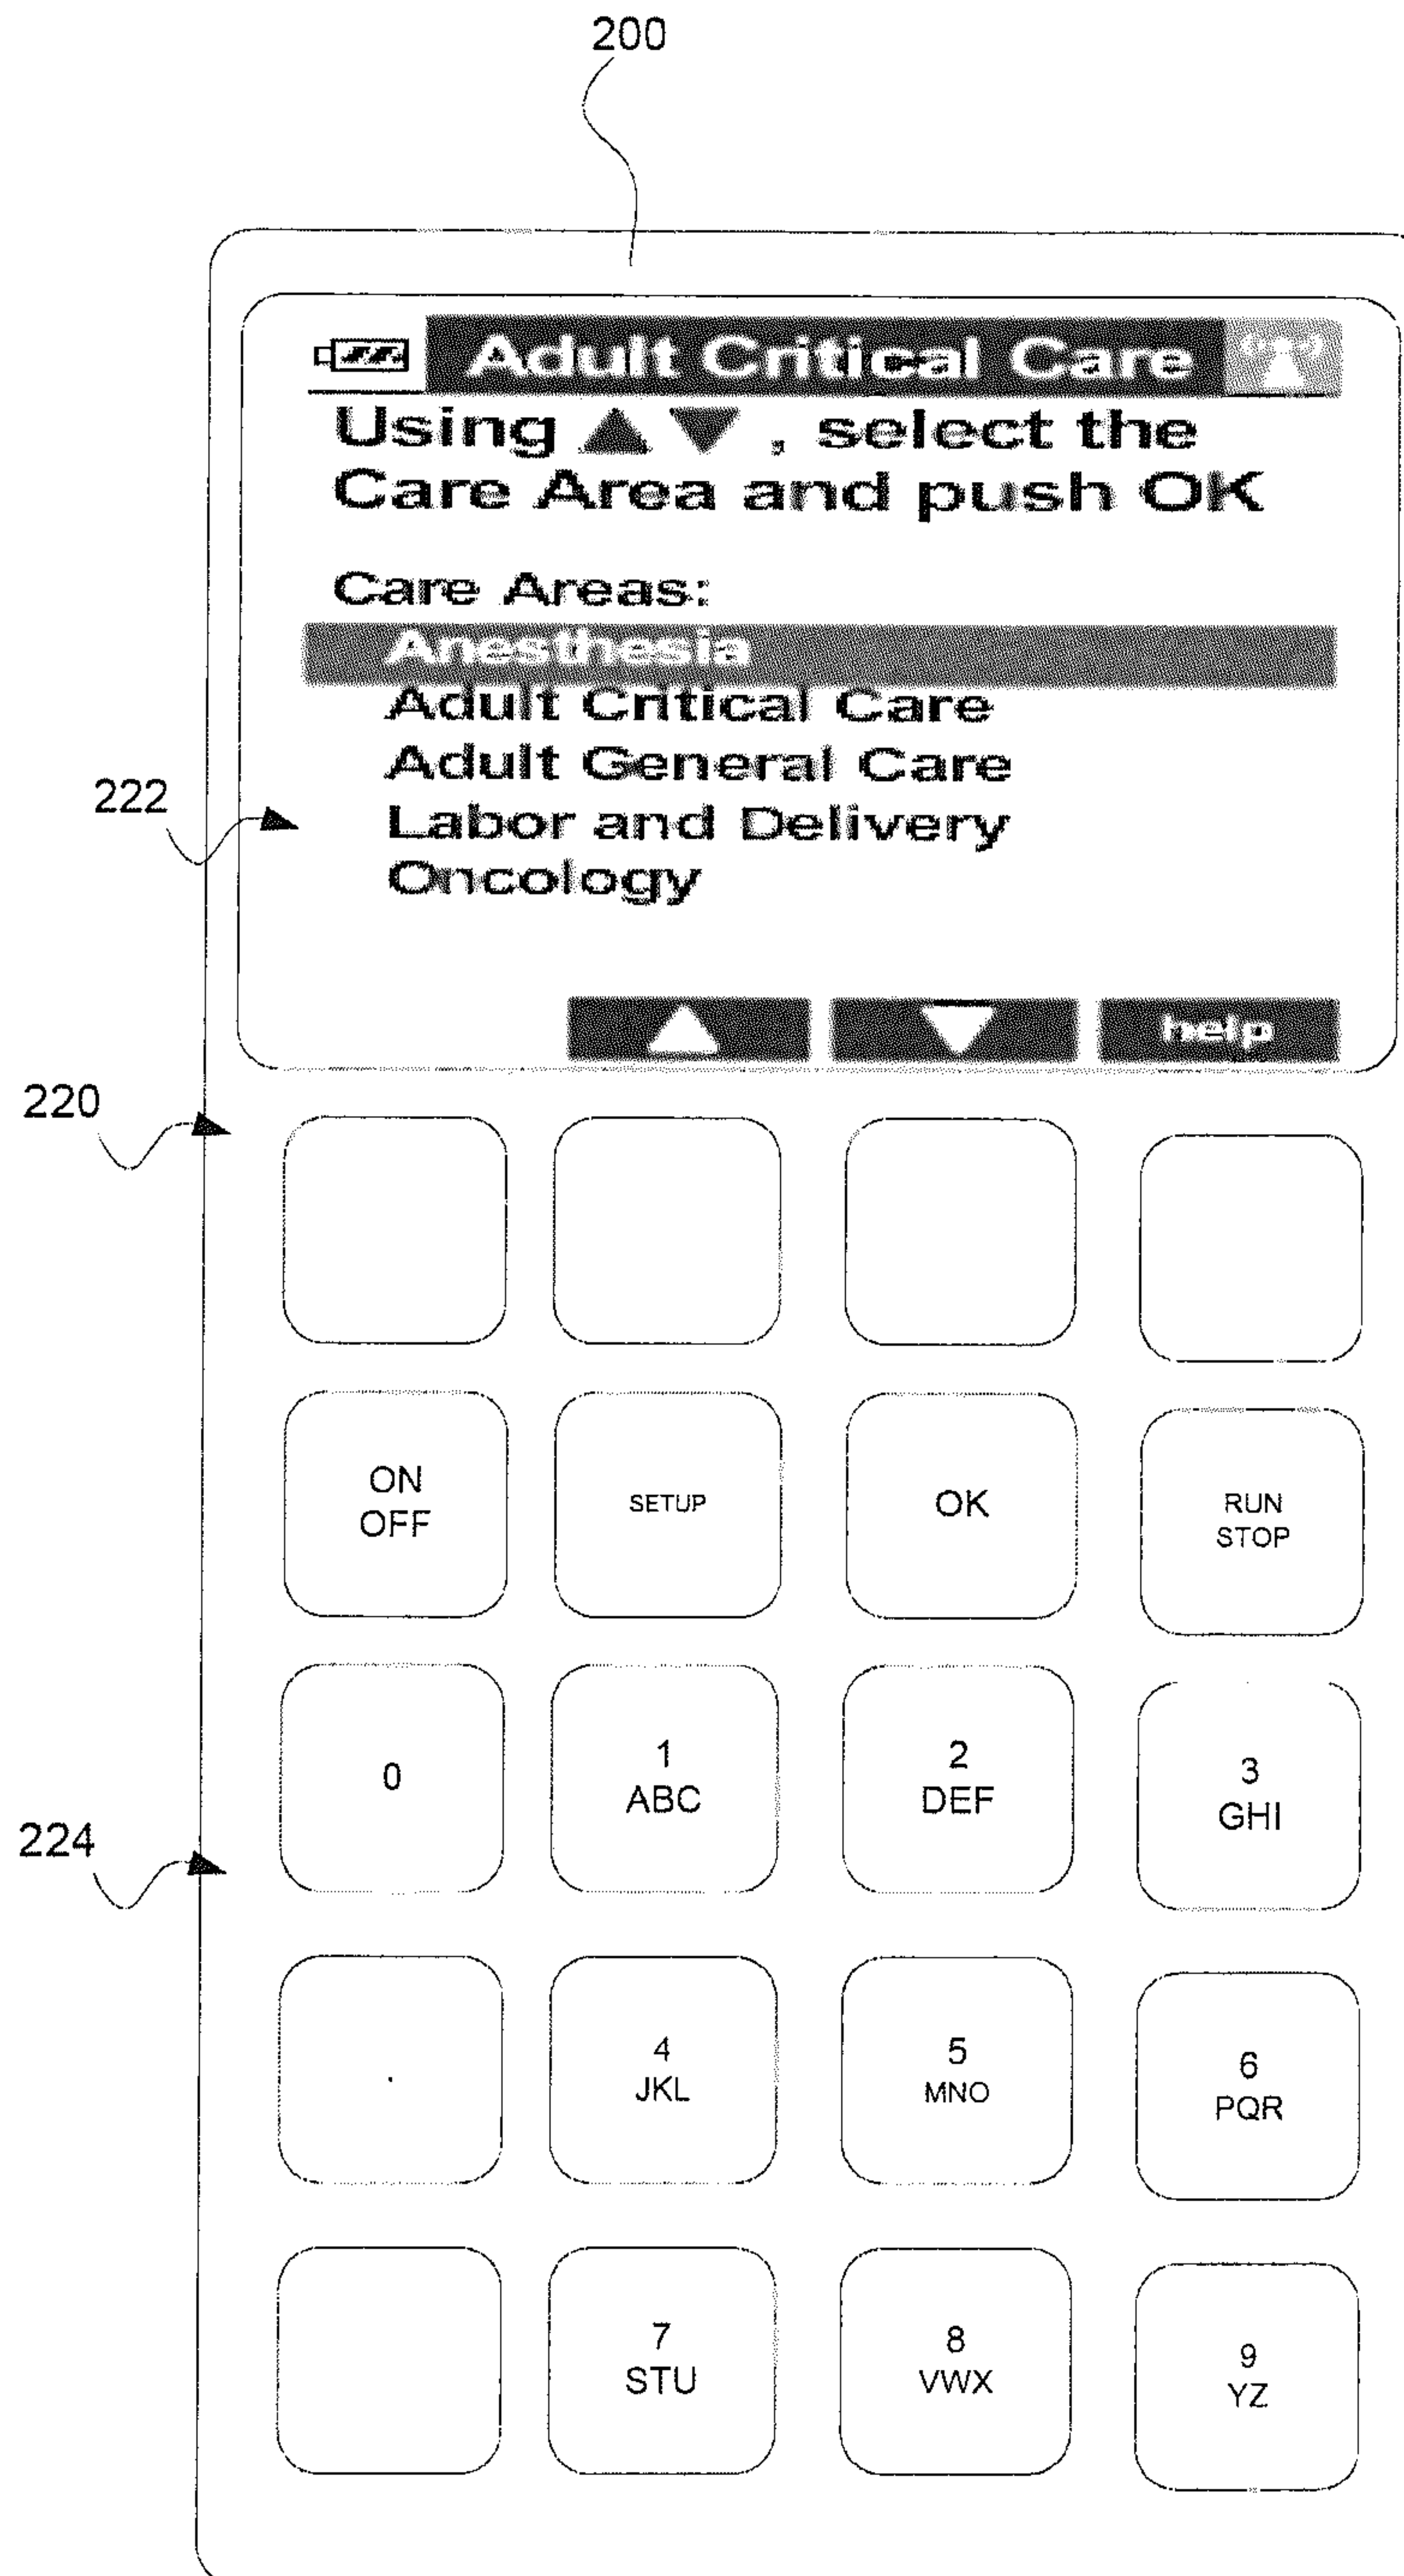 200
Adult Critical Care
Using ▲ ▼ , select the
Care Area and push OK
Care Areas:
Anesthesia
Adult Critical Care
Adult General Care
222
Labor and Delivery
Oncology
▲ ▼ help
220
ON
OFF
SETUP
OK
RUN
STOP
0
1
ABC
2
DEF
3
GHI
224
.
4
JKL
5
MNO
6
PQR
7
STU
8
VWX
9
YZ